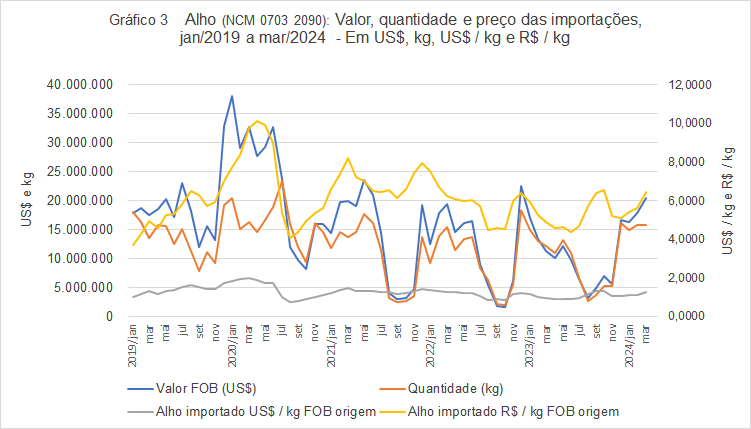 Gráfico 3 Alho (NCM 0703 2090): Valor, quantidade e preço das importações,
jan/2019 a mar/2024 - Em US$, kg, US$ / kg e R$ / kg
US$ e kg
40.000.000
35.000.000
30.000.000
25.000.000
20.000.000
15.000.000
10.000.000
5.000.000
0
12,0000
10,0000
8,0000
6,0000
4,0000
2,0000
0,0000
US$ / kg e R$ / kg
2019/jan
mar
mai
jul
set
nov
2020/jan
mar
mai
jul
set
nov
2021/jan
mar
mai
jul
set
nov
2022/jan
mar
mai
jul
set
nov
2023/jan
mar
mai
jul
set
nov
2024/jan
mar
Valor FOB (US$)
Quantidade (kg)
Alho importado US$ / kg FOB origem
Alho importado R$ / kg FOB origem